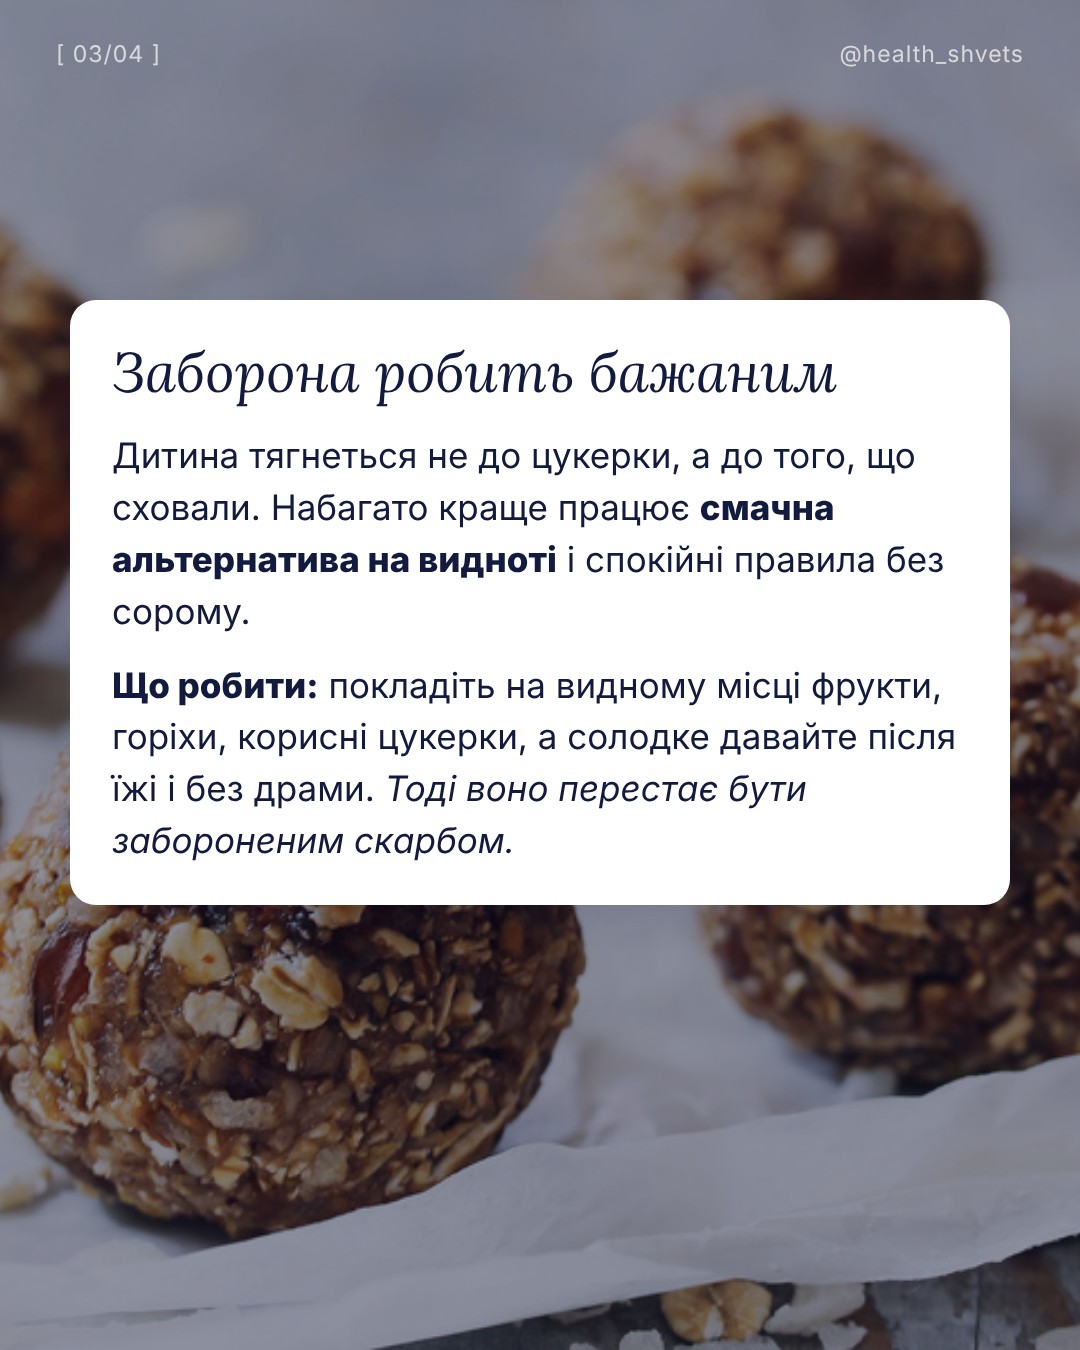 [ 03/04 ]
@health_shvets
Заборона робить бажаним
Дитина тягнеться не до цукерки, а до того, що
сховали. Набагато краще працює смачна
альтернатива на видноті і спокійні правила без
сорому.
Що робити: покладіть на видному місці фрукти,
горіхи, корисні цукерки, а солодке давайте після
їжі і без драми. Тоді воно перестає бути
забороненим скарбом.